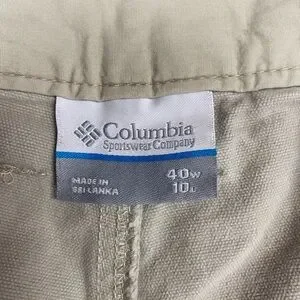 Columbia
Sportswear Company
MADE IN
SRI LANKA
40W
10L